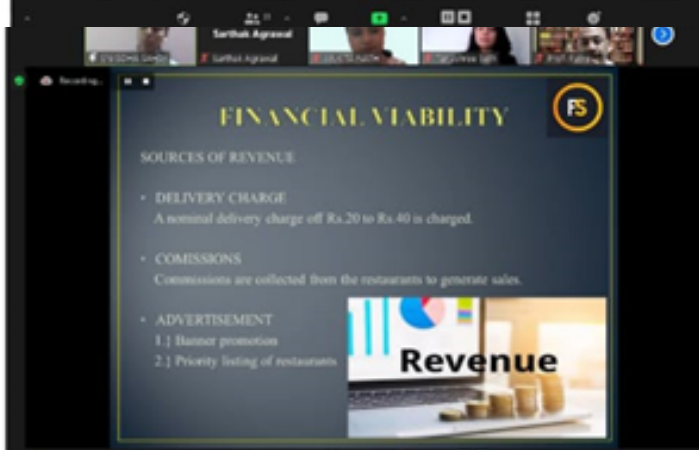 Sarthak Agrawal
Sarthak Agrawal
Recording...
FINANCIAL VIABILITY
FS
SOURCES OF REVENUE
• DELIVERY CHARGE
A nominal delivery charge off Rs.20 to Rs.40 is charged.
• COMISSIONS
Commissions are collected from the restaurants to generate sales.
• ADVERTISEMENT
1.} Banner promotion
2.} Priority listing of restaurants
Revenue